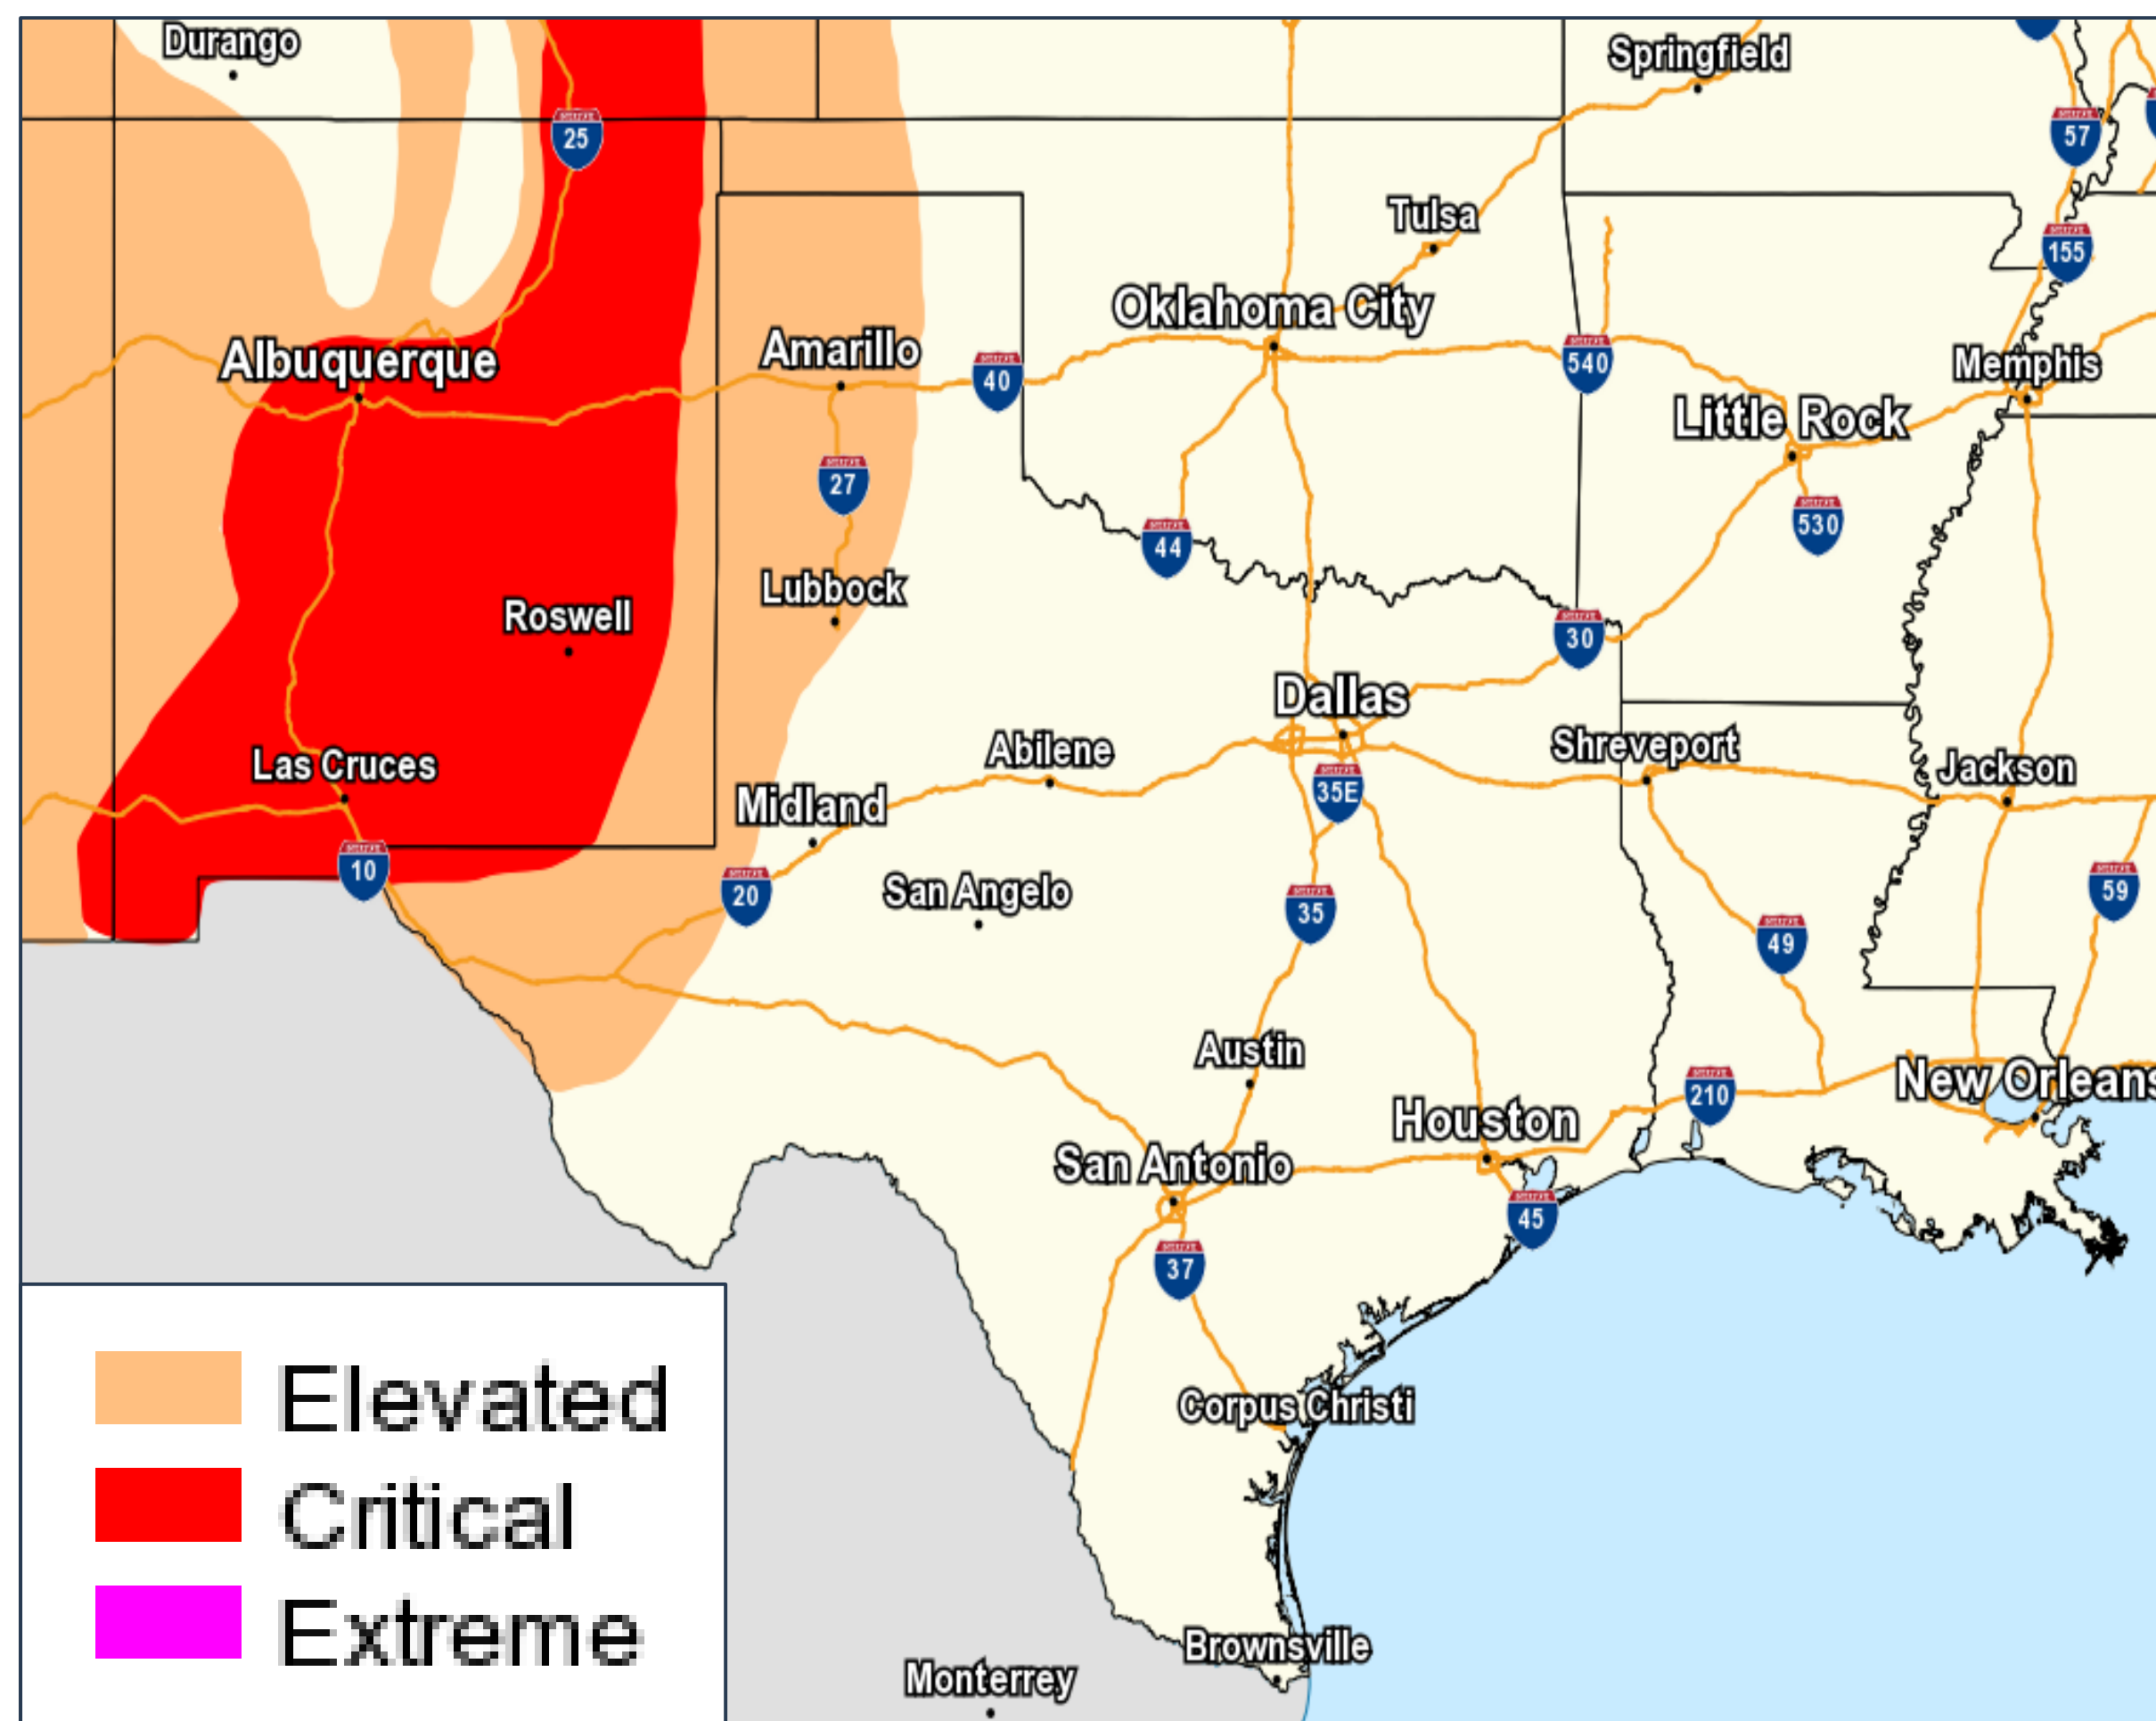 Durango
Springfield
25
57
Tulsa
155
Oklahoma City
Albuquerque
Amarillo
40
540
Memphis
Little Rock
27
530
44
Lubbock
Roswell
30
Dallas
Shreveport
Abilene
Las Cruces
Jackson
35E
Midland
10
20
San Angelo
35
59
49
Austin
New Orleans
210
Houston
San Antonio
45
37
Corpus Christi
Brownsville
Monterrey
Elevated
Critical
Extreme